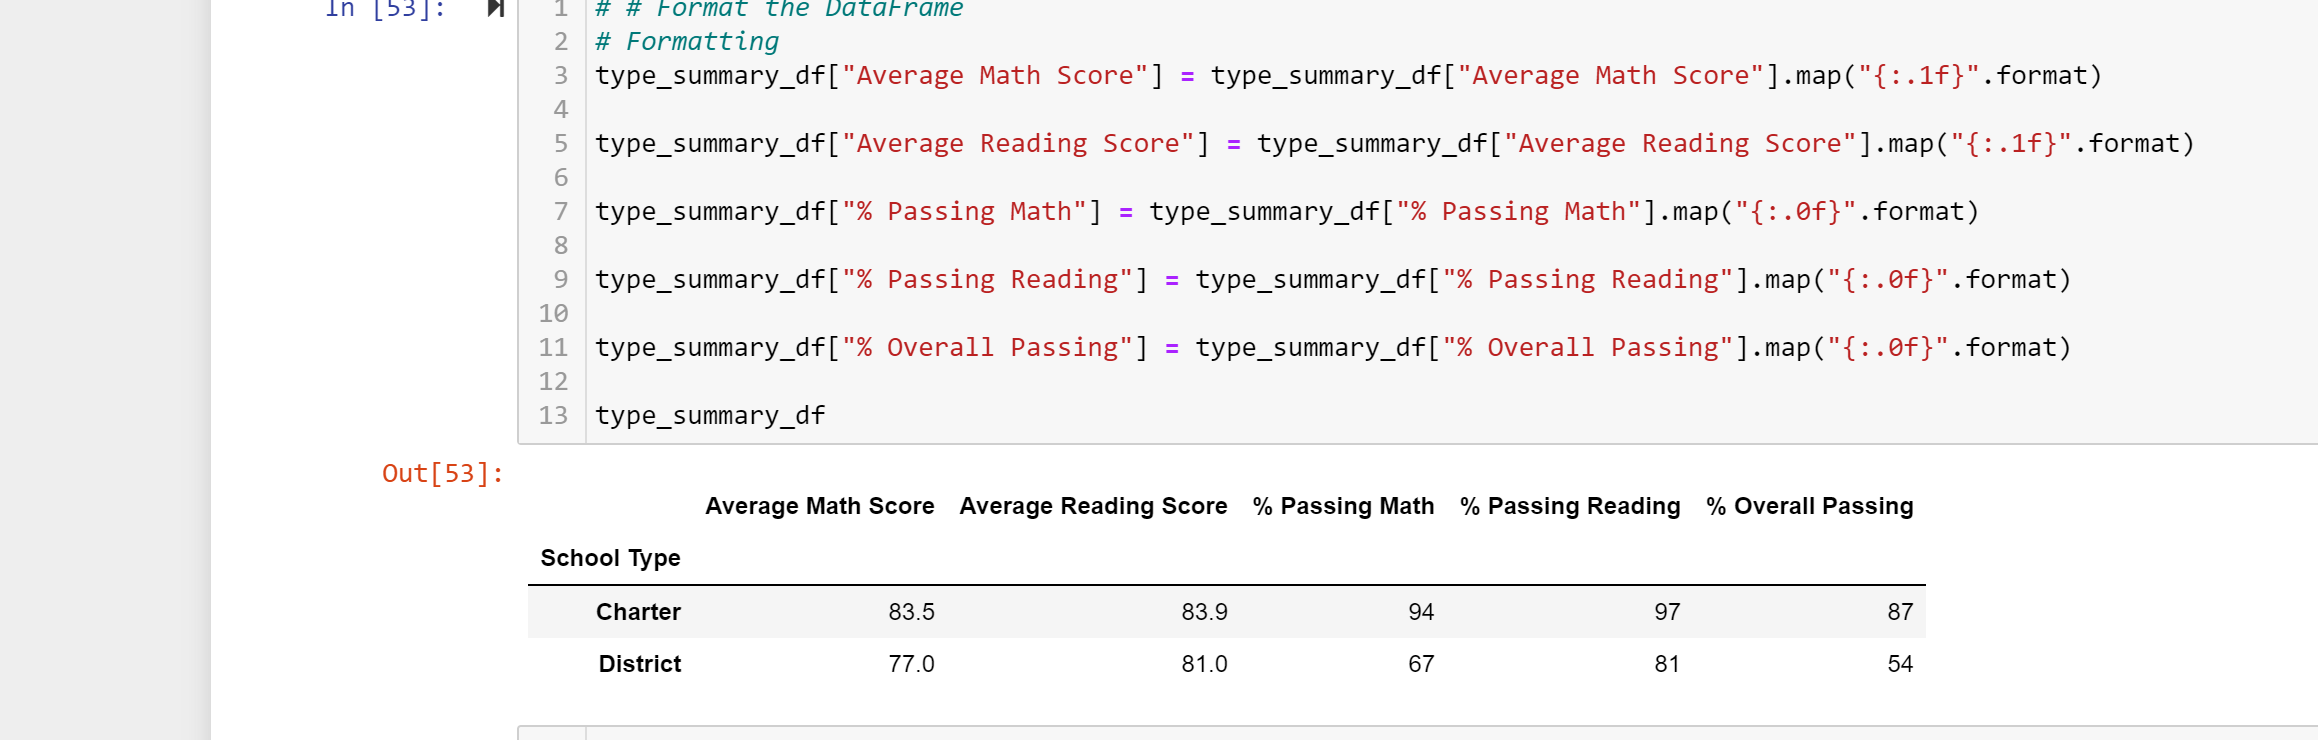 In [53]:
1 # # Format the DataFrame
2 # Formatting
3 type_summary_df["Average Math Score"] = type_summary_df["Average Math Score"].map("{:.1f}".format)
4
5 type_summary_df["Average Reading Score"] = type_summary_df["Average Reading Score"].map("{:.1f}".format)
6
7 type_summary_df["% Passing Math"] = type_summary_df["% Passing Math"].map("{:.0f}".format)
8
9 type_summary_df["% Passing Reading"] = type_summary_df["% Passing Reading"].map("{:.0f}".format)
10
11 type_summary_df["% Overall Passing"] = type_summary_df["% Overall Passing"].map("{:.0f}".format)
12
13 type_summary_df
Out[53]:
Average Math Score Average Reading Score % Passing Math % Passing Reading % Overall Passing
School Type
Charter 83.5 83.9 94 97 87
District 77.0 81.0 67 81 54